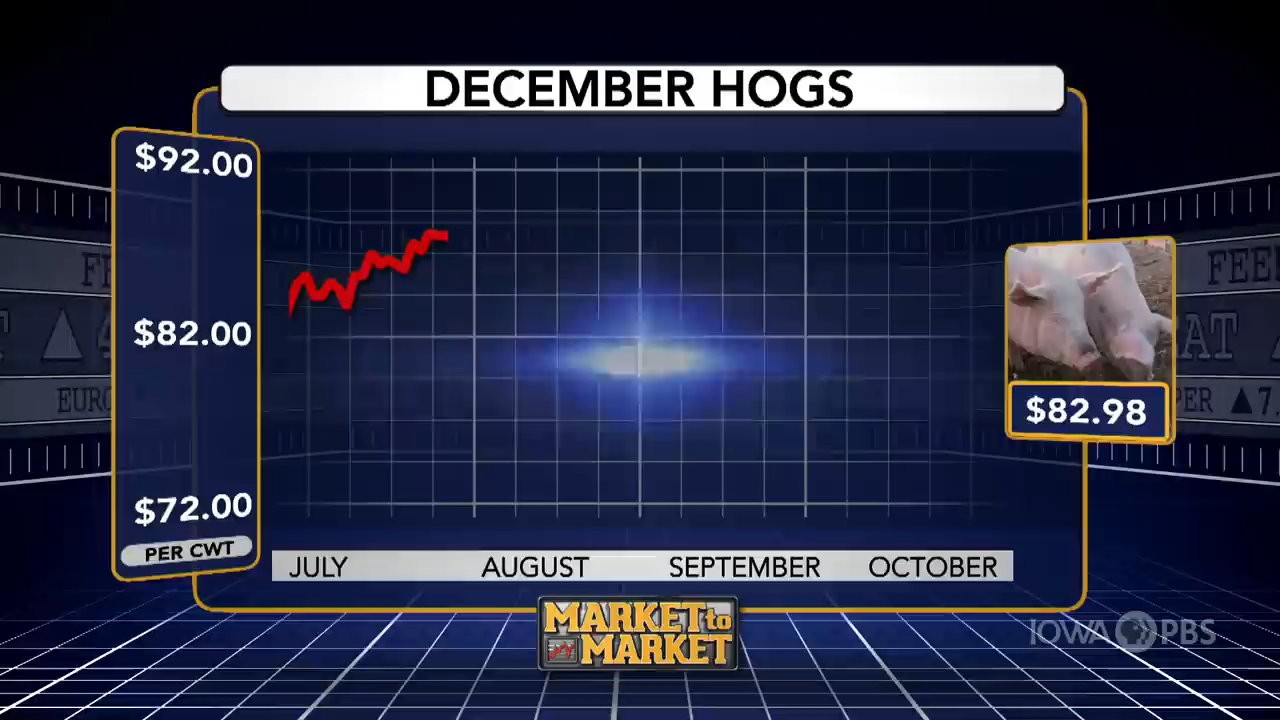 DECEMBER HOGS
$92.00
$82.00
$72.00
PER CWT
$82.98
JULY AUGUST SEPTEMBER OCTOBER
MARKET to
MARKET
IOWA PBS